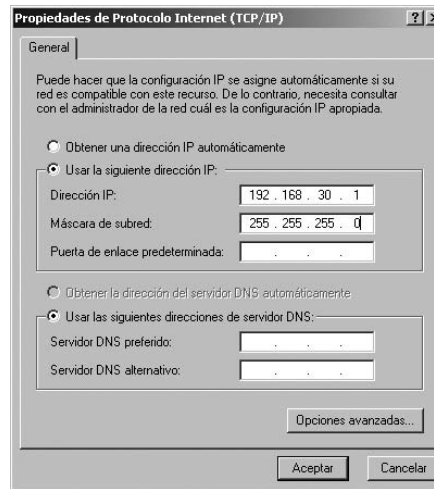 Propiedades de Protocolo Internet (TCP/IP)
General
Puede hacer que la configuración IP se asigne automáticamente si su
red es compatible con este recurso. De lo contrario, necesita consultar
con el administrador de la red cuál es la configuración IP apropiada.
Obtener una dirección IP automáticamente
Usar la siguiente dirección IP:
Dirección IP: 192 . 168 . 30 . 1
Máscara de subred: 255 . 255 . 255 . 0
Puerta de enlace predeterminada: . . .
Obtener la dirección del servidor DNS automáticamente
Usar las siguientes direcciones de servidor DNS:
Servidor DNS preferido: . . .
Servidor DNS alternativo: . . .
Opciones avanzadas...
Aceptar Cancelar